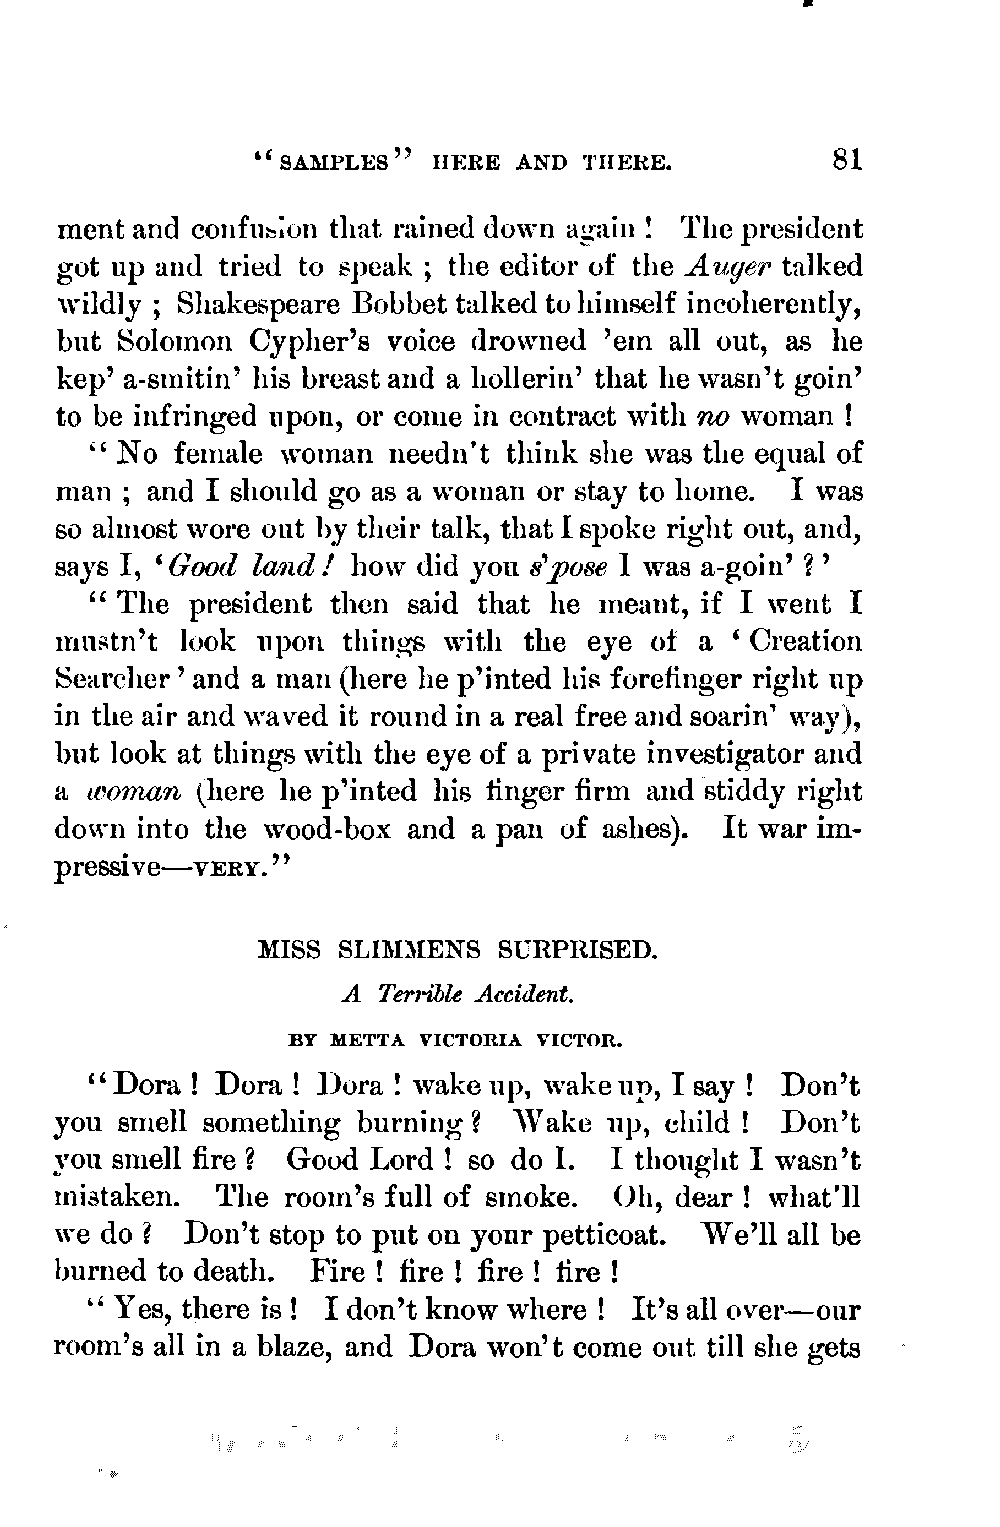 “SAMPLES” HERE AND THERE. 81
ment and confusion that rained down again! The president
got up and tried to speak; the editor of the Auger talked
wildly; Shakespeare Bobbet talked to himself incoherently,
but Solomon Cypher’s voice drowned ’em all out, as he
kep’ a-smitin’ his breast and a hollerin’ that he wasn’t goin’
to be infringed upon, or come in contract with no woman!
“No female woman needn’t think she was the equal of
man; and I should go as a woman or stay to home. I was
so almost wore out by their talk, that I spoke right out, and,
says I, ‘Good land! how did you s’pose I was a-goin’?’
“The president then said that he meant, if I went I
mustn’t look upon things with the eye of a ‘Creation
Searcher’ and a man (here he p’inted his forefinger right up
in the air and waved it round in a real free and soarin’ way),
but look at things with the eye of a private investigator and
a woman (here he p’inted his finger firm and stiddy right
down into the wood-box and a pan of ashes). It war im-
pressive—VERY.”
MISS SLIMMENS SURPRISED.
A Terrible Accident.
BY METTA VICTORIA VICTOR.
“Dora! Dora! Dora! wake up, wake up, I say! Don’t
you smell something burning? Wake up, child! Don’t
you smell fire? Good Lord! so do I. I thought I wasn’t
mistaken. The room’s full of smoke. Oh, dear! what’ll
we do? Don’t stop to put on your petticoat. We’ll all be
burned to death. Fire! fire! fire! fire!
“Yes, there is! I don’t know where! It’s all over—our
room’s all in a blaze, and Dora won’t come out till she gets